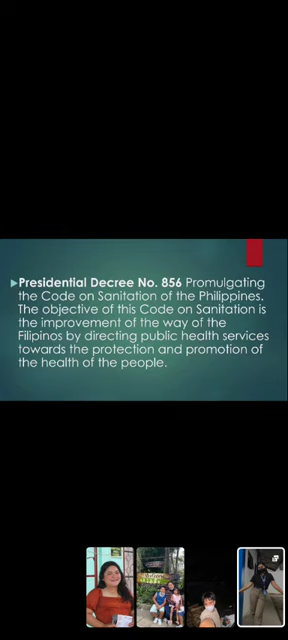 Presidential Decree No. 856 Promulgating
the Code on Sanitation of the Philippines.
The objective of this Code on Sanitation is
the improvement of the way of the
Filipinos by directing public health services
towards the protection and promotion of
the health of the people.